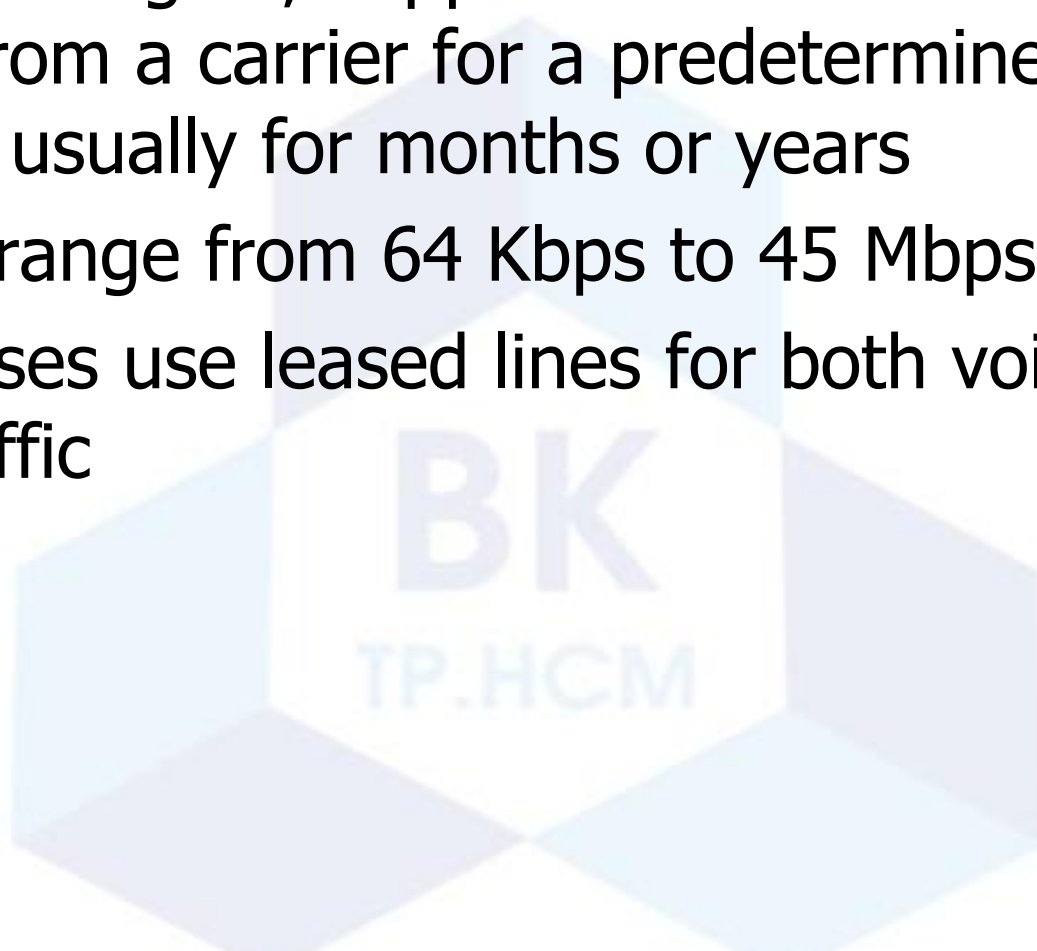 rom a carrier for a predetermine
usually for months or years
range from 64 Kbps to 45 Mbps
ses use leased lines for both voi
ffic
BK
TP.HCM